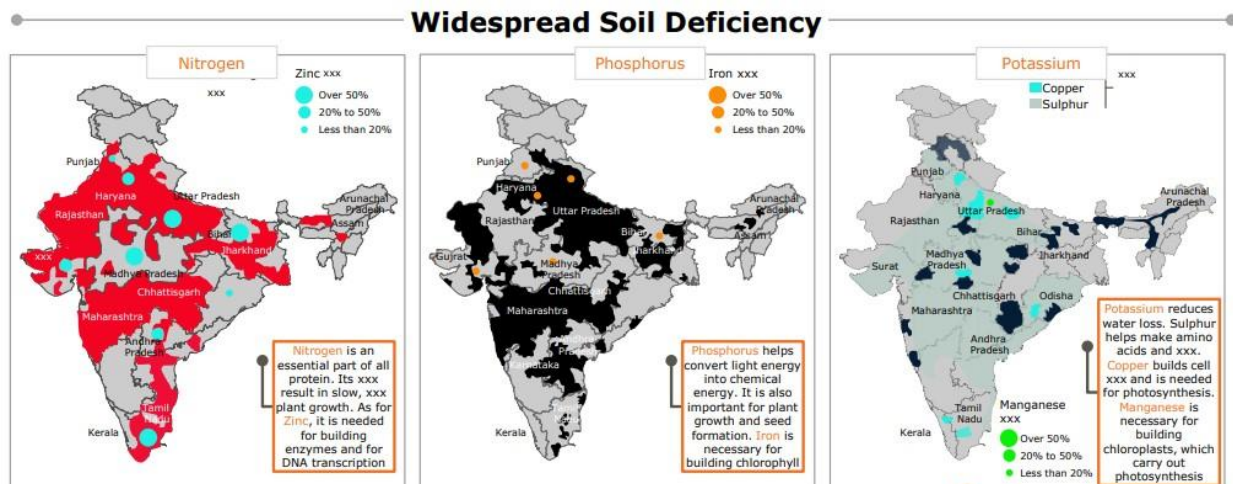 Widespread Soil Deficiency
Nitrogen
xxx
Zinc xxx
Over 50%
20% to 50%
Less than 20%
Punjab
Haryana
Uttar Pradesh
Rajasthan
Arunachal
Pradesh
Assam
Bihar
Jharkhand
xxx
Madhya Pradesh
Chhattisgarh
Maharashtra
Andhra
Pradesh
Tamil
Nadu
Kerala
Nitrogen is an
essential part of all
protein. Its xxx
result in slow, xxx
plant growth. As for
Zinc, it is needed
for building
enzymes and for
DNA transcription
Phosphorus
Iron xxx
Over 50%
20% to 50%
Less than 20%
Punjab
Haryana
Rajasthan
Uttar Pradesh
Arunachal
Pradesh
Assam
Bihar
Jharkhand
Gujrat
Madhya
Pradesh
Chhattisgarh
Maharashtra
Karnataka
Tamil
Kerala
Phosphorus helps
convert light energy
into chemical
energy. It is also
important for plant
growth and seed
formation. Iron is
necessary for
building chlorophyll
Potassium
xxx
Copper
Sulphur
Punjab
Haryana
Rajasthan
Uttar Pradesh
Arunachal
Pradesh
Bihar
Jharkhand
Surat
Madhya
Pradesh
Chhattisgarh
Odisha
Maharashtra
Andhra
Pradesh
Tamil
Nadu
Kerala
Manganese
xxx
Over 50%
20% to 50%
Less than 20%
Potassium reduces
water loss. Sulphur
helps make amino
acids and xxx.
Copper builds cell
xxx and is needed
for photosynthesis.
Manganese is
necessary for
building
chloroplasts, which
carry out
photosynthesis